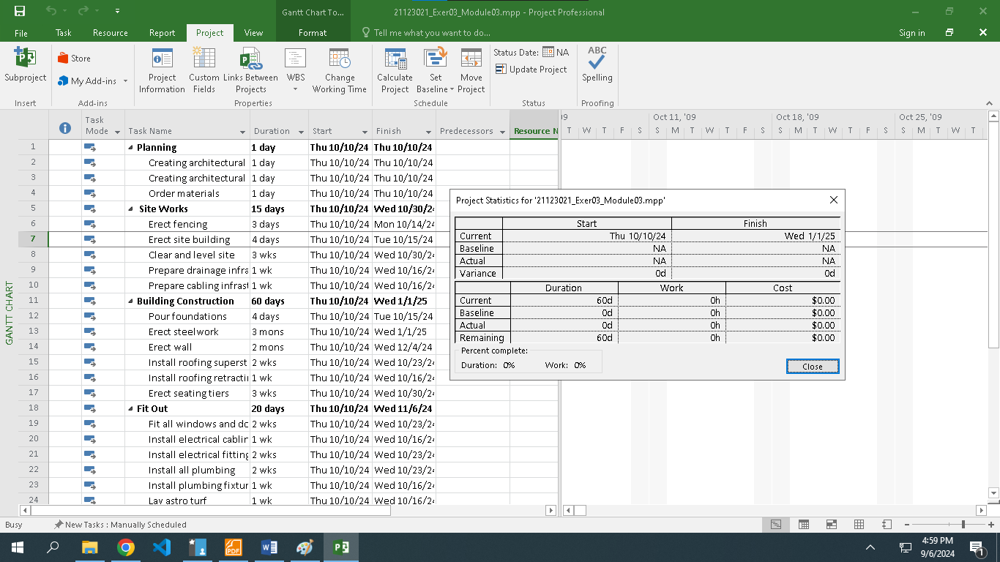 Gantt Chart To...
21123021_Exer03_Module03.mpp - Project Professional
File Task Resource Report Project View Format Tell me what you want to do... Sign in
Subproject
Insert
Store
My Add-ins
Add-ins
Project Information
Custom Fields
Links Between Projects
WBS
Change Working Time
Properties
Calculate Project
Set Baseline
Move Project
Schedule
Status Date: NA
Update Project
Status
ABC
Spelling
Proofing
Task Mode Task Name Duration Start Finish Predecessors Resource N
'09 Oct 11, '09 Oct 18, '09 Oct 25, '09
T W T F S S M T W T F S S M T W T F S S M T W T
1 Planning 1 day Thu 10/10/24 Thu 10/10/24
2 Creating architectural 1 day Thu 10/10/24 Thu 10/10/24
3 Creating architectural 1 day Thu 10/10/24 Thu 10/10/24
4 Order materials 1 day Thu 10/10/24 Thu 10/10/24
5 Site Works 15 days Thu 10/10/24 Wed 10/30/24
6 Erect fencing 3 days Thu 10/10/24 Mon 10/14/24
7 Erect site building 4 days Thu 10/10/24 Tue 10/15/24
8 Clear and level site 3 wks Thu 10/10/24 Wed 10/30/24
9 Prepare drainage infra 1 wk Thu 10/10/24 Wed 10/16/24
10 Prepare cabling infrast 1 wk Thu 10/10/24 Wed 10/16/24
11 Building Construction 60 days Thu 10/10/24 Wed 1/1/25
12 Pour foundations 4 days Thu 10/10/24 Tue 10/15/24
13 Erect steelwork 3 mons Thu 10/10/24 Wed 1/1/25
14 Erect wall 2 mons Thu 10/10/24 Wed 12/4/24
15 Install roofing superst 2 wks Thu 10/10/24 Wed 10/23/24
16 Install roofing retracti 1 wk Thu 10/10/24 Wed 10/16/24
17 Erect seating tiers 3 wks Thu 10/10/24 Wed 10/30/24
18 Fit Out 20 days Thu 10/10/24 Wed 11/6/24
19 Fit all windows and do 2 wks Thu 10/10/24 Wed 10/23/24
20 Install electrical cablin 1 wk Thu 10/10/24 Wed 10/16/24
21 Install electrical fitting 2 wks Thu 10/10/24 Wed 10/23/24
22 Install all plumbing 2 wks Thu 10/10/24 Wed 10/23/24
23 Install plumbing fixtur 1 wk Thu 10/10/24 Wed 10/16/24
24 Lay astro turf 1 wk Thu 10/10/24 Wed 10/16/24
GANTT CHART
Project Statistics for '21123021_Exer03_Module03.mpp'
Start Finish
Current Thu 10/10/24 Wed 1/1/25
Baseline NA NA
Actual NA NA
Variance 0d 0d
Duration Work Cost
Current 60d 0h $0.00
Baseline 0d 0h $0.00
Actual 0d 0h $0.00
Remaining 60d 0h $0.00
Percent complete:
Duration: 0% Work: 0%
Close
Busy New Tasks : Manually Scheduled
4:59 PM
9/6/2024
1